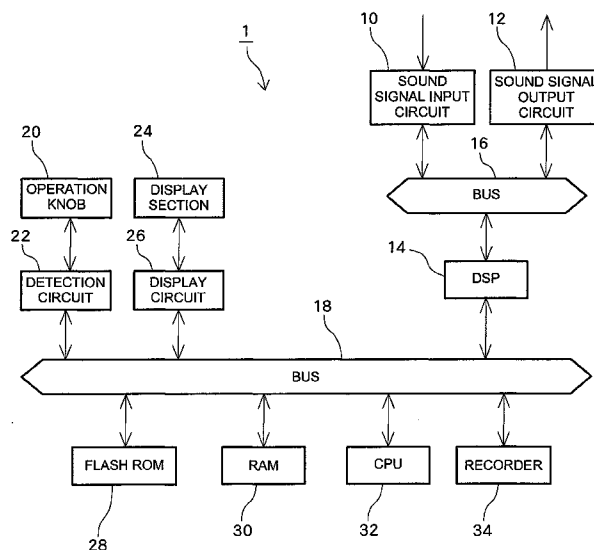 1
10
12
SOUND
SIGNAL INPUT
CIRCUIT
SOUND SIGNAL
OUTPUT
CIRCUIT
20
24
16
OPERATION
KNOB
DISPLAY
SECTION
BUS
22
26
14
DETECTION
CIRCUIT
DISPLAY
CIRCUIT
DSP
18
BUS
FLASH ROM
RAM
CPU
RECORDER
28
30
32
34